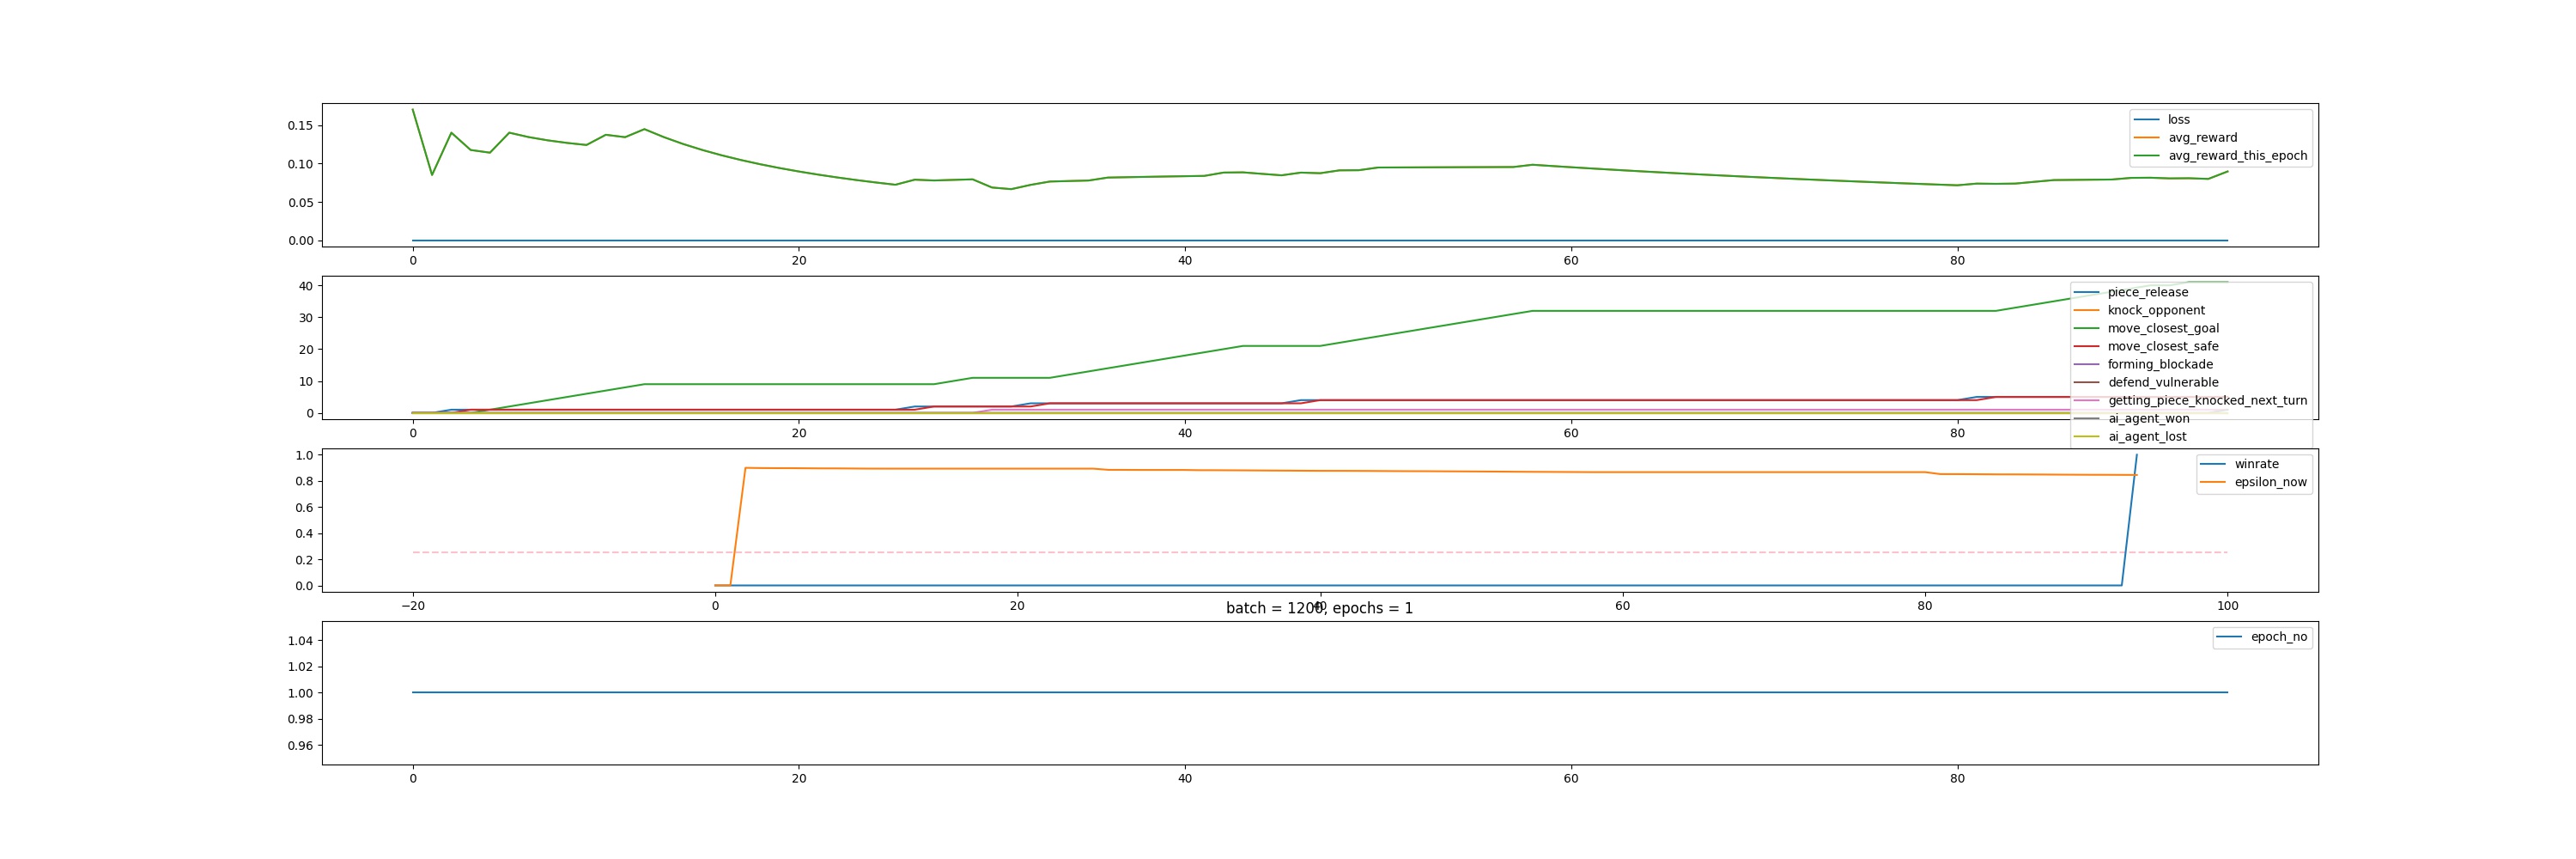 0.15
0.10
0.05
0.00
loss
avg_reward
avg_reward_this_epoch
0 20 40 60 80
40
30
20
10
0
piece_release
knock_opponent
move_closest_goal
move_closest_safe
forming_blockade
defend_vulnerable
getting_piece_knocked_next_turn
ai_agent_won
ai_agent_lost
0 20 40 60 80
1.0
0.8
0.6
0.4
0.2
0.0
winrate
epsilon_now
−20 0 20 40 60 80 100
batch = 1200, epochs = 1
1.04
1.02
1.00
0.98
0.96
epoch_no
0 20 40 60 80